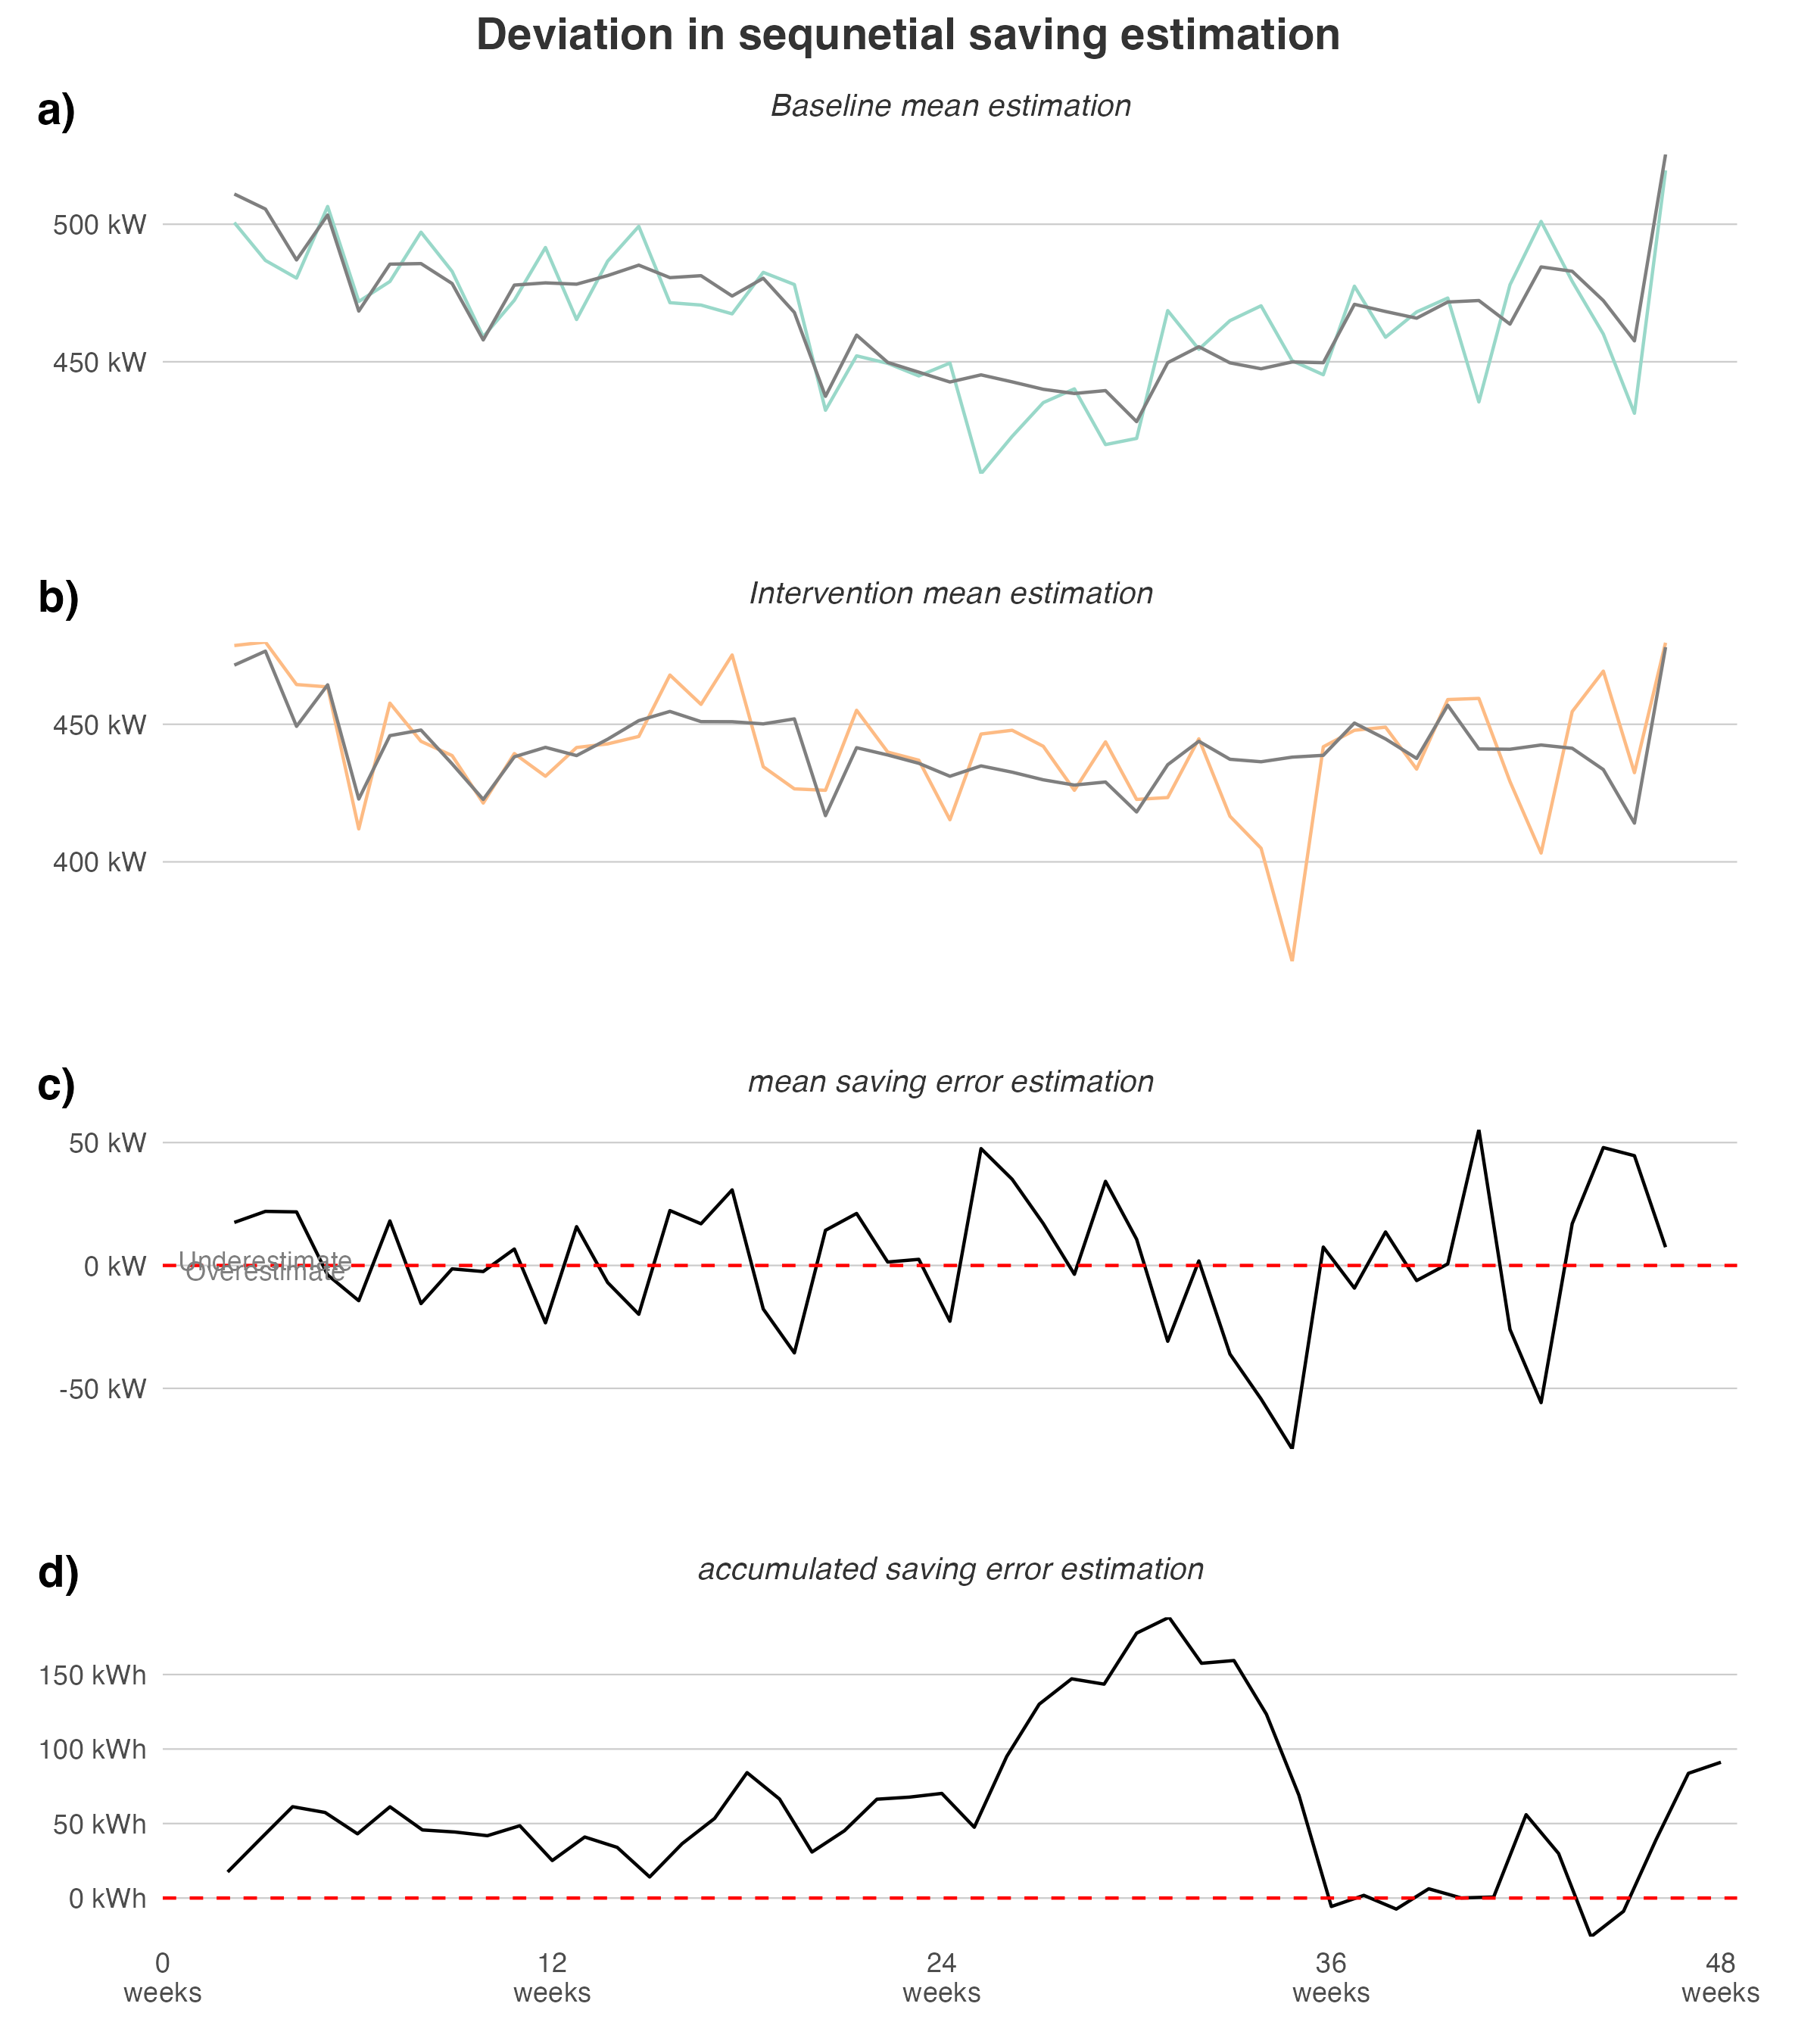 Deviation in sequnetial saving estimation
a)
Baseline mean estimation
500 kW
450 kW
b)
Intervention mean estimation
450 kW
400 kW
c)
mean saving error estimation
50 kW
Underestimate
0 kW
Overestimate
-50 kW
d)
accumulated saving error estimation
150 kWh
100 kWh
50 kWh
0 kWh
0 12 24 36 48
weeks weeks weeks weeks weeks